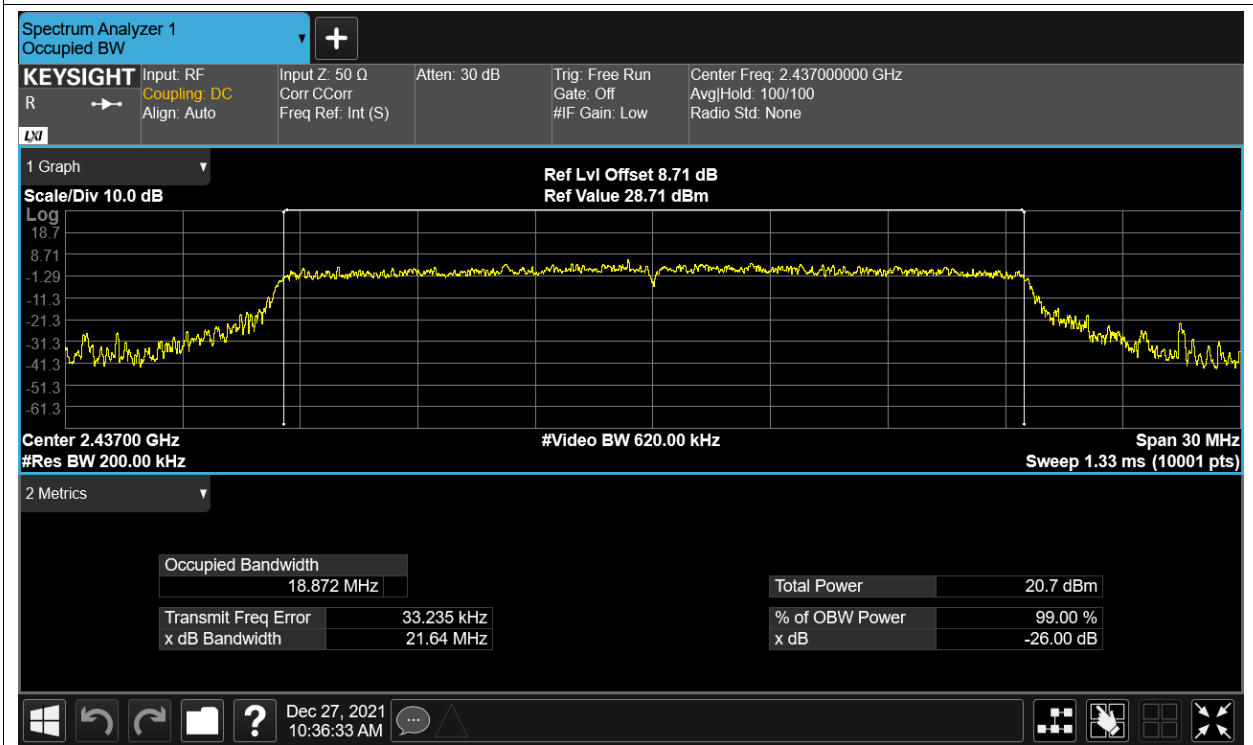 Spectrum Analyzer 1
Occupied BW
KEYSIGHT
R
LXI
Input: RF
Coupling: DC
Align: Auto
Input Z: 50 Ω
Corr CCorr
Freq Ref: Int (S)
Atten: 30 dB
Trig: Free Run
Gate: Off
#IF Gain: Low
Center Freq: 2.437000000 GHz
Avg|Hold: 100/100
Radio Std: None
1 Graph
Scale/Div 10.0 dB
Ref Lvl Offset 8.71 dB
Ref Value 28.71 dBm
Log
18.7
8.71
-1.29
-11.3
-21.3
-31.3
-41.3
-51.3
-61.3
Center 2.43700 GHz
#Video BW 620.00 kHz
Span 30 MHz
#Res BW 200.00 kHz
Sweep 1.33 ms (10001 pts)
2 Metrics
Occupied Bandwidth
18.872 MHz
Total Power 20.7 dBm
Transmit Freq Error 33.235 kHz
% of OBW Power 99.00 %
x dB Bandwidth 21.64 MHz
x dB -26.00 dB
?
Dec 27, 2021
10:36:33 AM